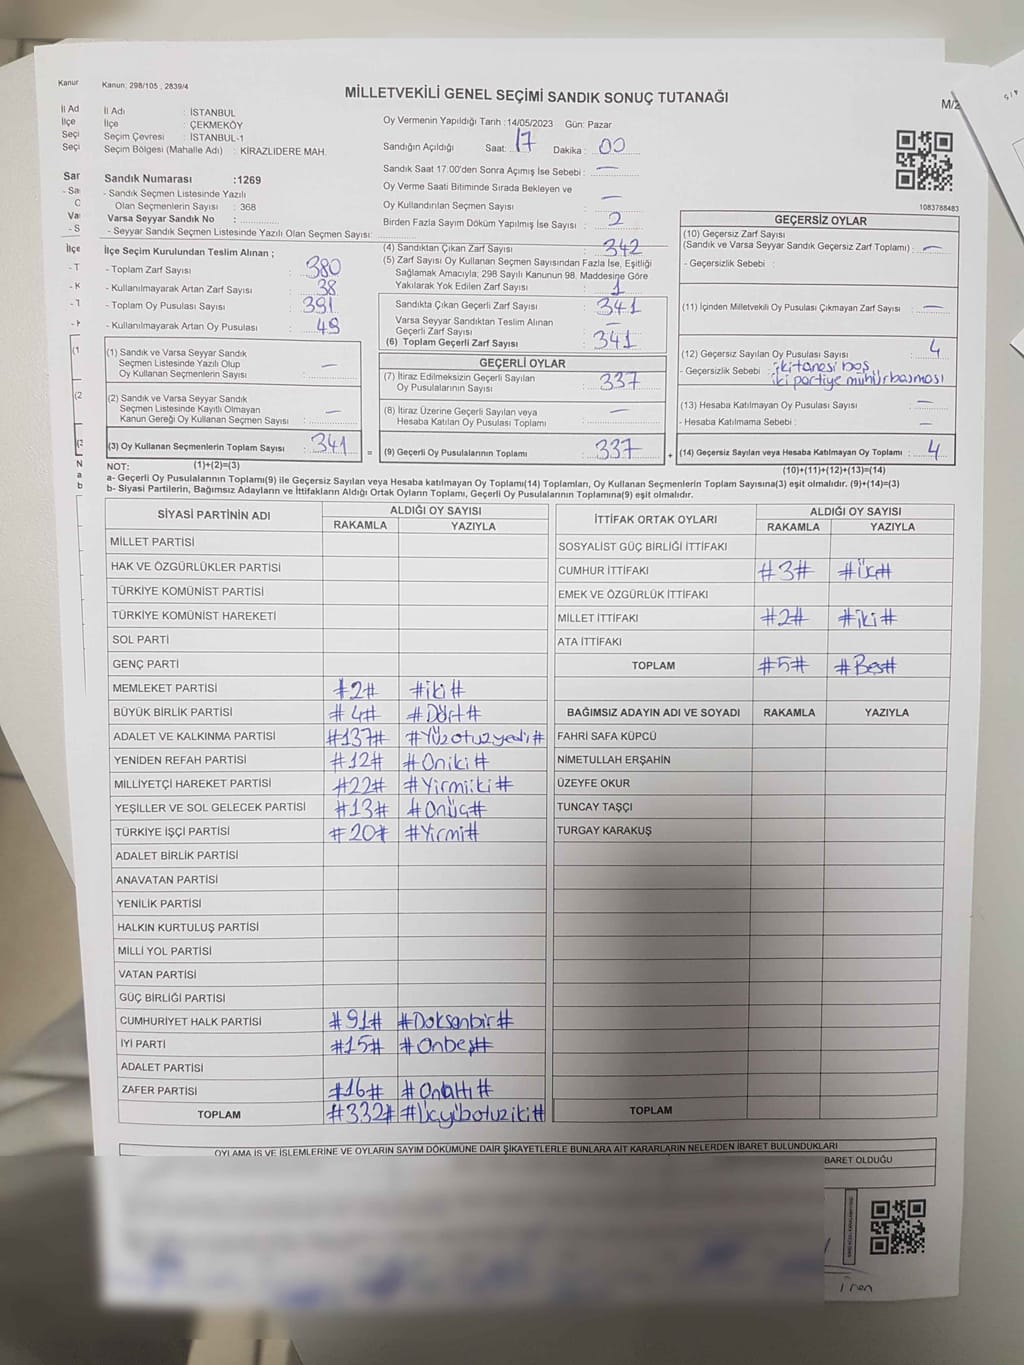 Kanun, 298/105 , 2839/4
MİLLETVEKİLİ GENEL SEÇİMİ SANDIK SONUÇ TUTANAĞI
M/2
İl Adı : İSTANBUL
İlçe : ÇEKMEKÖY
Seçim Çevresi : İSTANBUL-1
Seçim Bölgesi (Mahalle Adı) : KİRAZLIDERE MAH.
Oy Vermenin Yapıldığı Tarih :14/05/2023 Gün: Pazar
Sandığın Açıldığı Saat: 17 Dakika : 00
Sandık Saat 17.00'den Sonra Açımış İse Sebebi : —
Oy Verme Saati Bitiminde Sırada Bekleyen ve
Oy Kullandırılan Seçmen Sayısı : —
Birden Fazla Sayım Döküm Yapılmış İse Sayısı : 2
1083788483
Sandık Numarası :1269
- Sandık Seçmen Listesinde Yazılı
Olan Seçmenlerin Sayısı : 368
Varsa Seyyar Sandık No :
- Seyyar Sandık Seçmen Listesinde Yazılı Olan Seçmen Sayısı:
İlçe Seçim Kurulundan Teslim Alınan ;
- Toplam Zarf Sayısı : 380
- Kullanılmayarak Artan Zarf Sayısı : 38
- Toplam Oy Pusulası Sayısı : 391
- Kullanılmayarak Artan Oy Pusulası : 49
(4) Sandıktan Çıkan Zarf Sayısı : 342
(5) Zarf Sayısı Oy Kullanan Seçmen Sayısından Fazla İse, Eşitliği
Sağlamak Amacıyla; 298 Sayılı Kanunun 98. Maddesine Göre
Yakılarak Yok Edilen Zarf Sayısı : 1
Sandıkta Çıkan Geçerli Zarf Sayısı : 341
Varsa Seyyar Sandıktan Teslim Alınan
Geçerli Zarf Sayısı : —
(6) Toplam Geçerli Zarf Sayısı : 341
GEÇERSİZ OYLAR
(10) Geçersiz Zarf Sayısı
(Sandık ve Varsa Seyyar Sandık Geçersiz Zarf Toplamı) : —
- Geçersizlik Sebebi :
(11) İçinden Milletvekili Oy Pusulası Çıkmayan Zarf Sayısı : —
(12) Geçersiz Sayılan Oy Pusulası Sayısı : 4
- Geçersizlik Sebebi : iki tanesi boş
iki partiye mühür basması
(13) Hesaba Katılmayan Oy Pusulası Sayısı : —
- Hesaba Katılmama Sebebi : —
(14) Geçersiz Sayılan veya Hesaba Katılmayan Oy Toplamı : 4
(10)+(11)+(12)+(13)=(14)
(1) Sandık ve Varsa Seyyar Sandık
Seçmen Listesinde Yazılı Olup
Oy Kullanan Seçmenlerin Sayısı : —
(2) Sandık ve Varsa Seyyar Sandık
Seçmen Listesinde Kayıtlı Olmayan
Kanun Gereği Oy Kullanan Seçmen Sayısı : —
(3) Oy Kullanan Seçmenlerin Toplam Sayısı : 341
(1)+(2)=(3)
=
GEÇERLİ OYLAR
(7) İtiraz Edilmeksizin Geçerli Sayılan
Oy Pusulalarının Sayısı : 337
(8) İtiraz Üzerine Geçerli Sayılan veya
Hesaba Katılan Oy Pusulası Toplamı : —
(9) Geçerli Oy Pusulalarının Toplamı : 337
+
NOT:
a- Geçerli Oy Pusulalarının Toplamı(9) ile Geçersiz Sayılan veya Hesaba katılmayan Oy Toplamı(14) Toplamları, Oy Kullanan Seçmenlerin Toplam Sayısına(3) eşit olmalıdır. (9)+(14)=(3)
b- Siyasi Partilerin, Bağımsız Adayların ve İttifakların Aldığı Ortak Oyların Toplamı, Geçerli Oy Pusulalarının Toplamına(9) eşit olmalıdır.
SİYASİ PARTİNİN ADI ALDIĞI OY SAYISI
RAKAMLA YAZIYLA
MİLLET PARTİSİ
HAK VE ÖZGÜRLÜKLER PARTİSİ
TÜRKİYE KOMÜNİST PARTİSİ
TÜRKİYE KOMÜNİST HAREKETİ
SOL PARTİ
GENÇ PARTİ
MEMLEKET PARTİSİ #2# #iki#
BÜYÜK BİRLİK PARTİSİ #4# #Dört#
ADALET VE KALKINMA PARTİSİ #137# #Yüzotuzyedi#
YENİDEN REFAH PARTİSİ #12# #Oniki#
MİLLİYETÇİ HAREKET PARTİSİ #22# #Yirmiiki#
YEŞİLLER VE SOL GELECEK PARTİSİ #13# #Onüç#
TÜRKİYE İŞÇİ PARTİSİ #20# #Yirmi#
ADALET BİRLİK PARTİSİ
ANAVATAN PARTİSİ
YENİLİK PARTİSİ
HALKIN KURTULUŞ PARTİSİ
MİLLİ YOL PARTİSİ
VATAN PARTİSİ
GÜÇ BİRLİĞİ PARTİSİ
CUMHURİYET HALK PARTİSİ #91# #Doksanbir#
İYİ PARTİ #15# #Onbeş#
ADALET PARTİSİ
ZAFER PARTİSİ #16# #Onaltı#
TOPLAM #332# #Üçyüzotuziki#
İTTİFAK ORTAK OYLARI ALDIĞI OY SAYISI
RAKAMLA YAZIYLA
SOSYALIST GÜÇ BİRLİĞİ İTTİFAKI
CUMHUR İTTİFAKI #3# #Üç#
EMEK VE ÖZGÜRLÜK İTTİFAKI
MİLLET İTTİFAKI #2# #iki#
ATA İTTİFAKI
TOPLAM #5# #Beş#
BAĞIMSIZ ADAYIN ADI VE SOYADI RAKAMLA YAZIYLA
FAHRİ SAFA KÜPCÜ
NİMETULLAH ERŞAHİN
ÜZEYFE OKUR
TUNCAY TAŞÇI
TURGAY KARAKUŞ
TOPLAM
OYLAMA İŞ VE İŞLEMLERİNE VE OYLARIN SAYIM DÖKÜMÜNE DAİR ŞİKAYETLERLE BUNLARA AİT KARARLARIN NELERDEN İBARET BULUNDUKLARI
BARET OLDUĞU